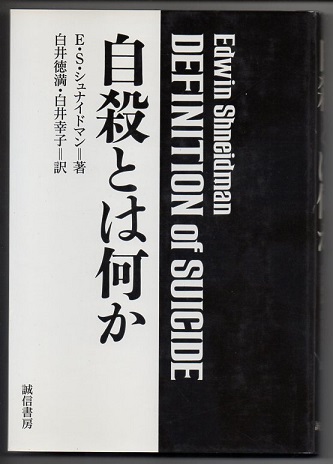 Edwin Shneidman
DEFINITION of SUICIDE
E・S・シュナイドマン＝著
白井徳満・白井幸子＝訳
自殺とは何か
誠信書房